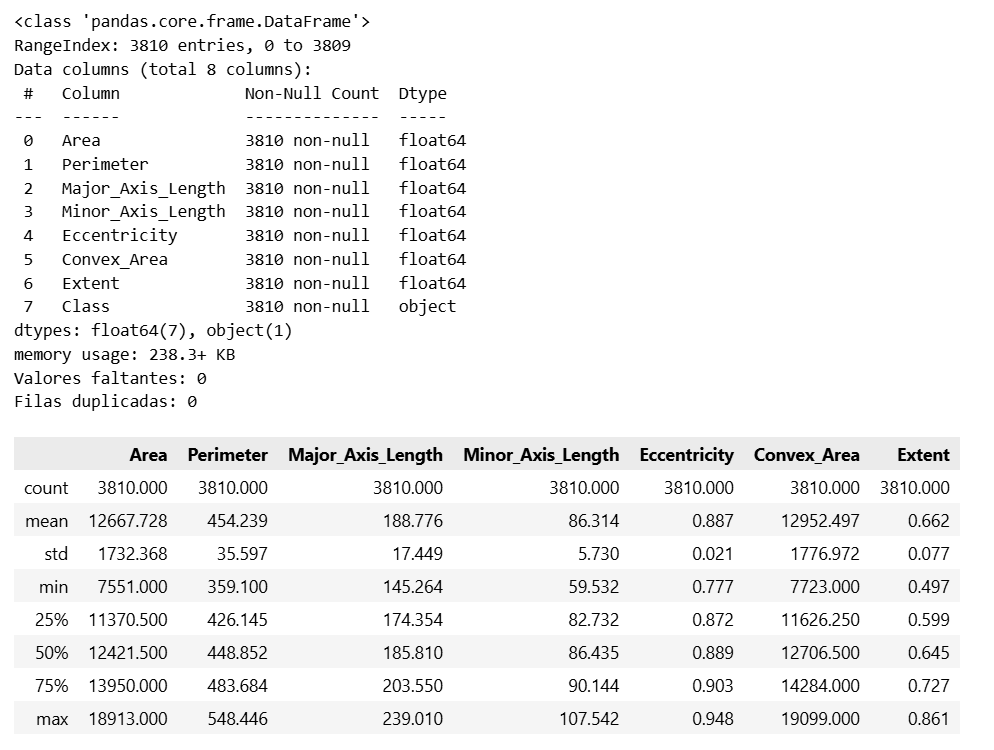 <class 'pandas.core.frame.DataFrame'>
RangeIndex: 3810 entries, 0 to 3809
Data columns (total 8 columns):
 #   Column             Non-Null Count  Dtype
---  ------             --------------  -----
 0   Area               3810 non-null   float64
 1   Perimeter          3810 non-null   float64
 2   Major_Axis_Length  3810 non-null   float64
 3   Minor_Axis_Length  3810 non-null   float64
 4   Eccentricity       3810 non-null   float64
 5   Convex_Area        3810 non-null   float64
 6   Extent             3810 non-null   float64
 7   Class              3810 non-null   object
dtypes: float64(7), object(1)
memory usage: 238.3+ KB
Valores faltantes: 0
Filas duplicadas: 0
Area Perimeter Major_Axis_Length Minor_Axis_Length Eccentricity Convex_Area Extent
count 3810.000 3810.000 3810.000 3810.000 3810.000 3810.000 3810.000
mean 12667.728 454.239 188.776 86.314 0.887 12952.497 0.662
std 1732.368 35.597 17.449 5.730 0.021 1776.972 0.077
min 7551.000 359.100 145.264 59.532 0.777 7723.000 0.497
25% 11370.500 426.145 174.354 82.732 0.872 11626.250 0.599
50% 12421.500 448.852 185.810 86.435 0.889 12706.500 0.645
75% 13950.000 483.684 203.550 90.144 0.903 14284.000 0.727
max 18913.000 548.446 239.010 107.542 0.948 19099.000 0.861